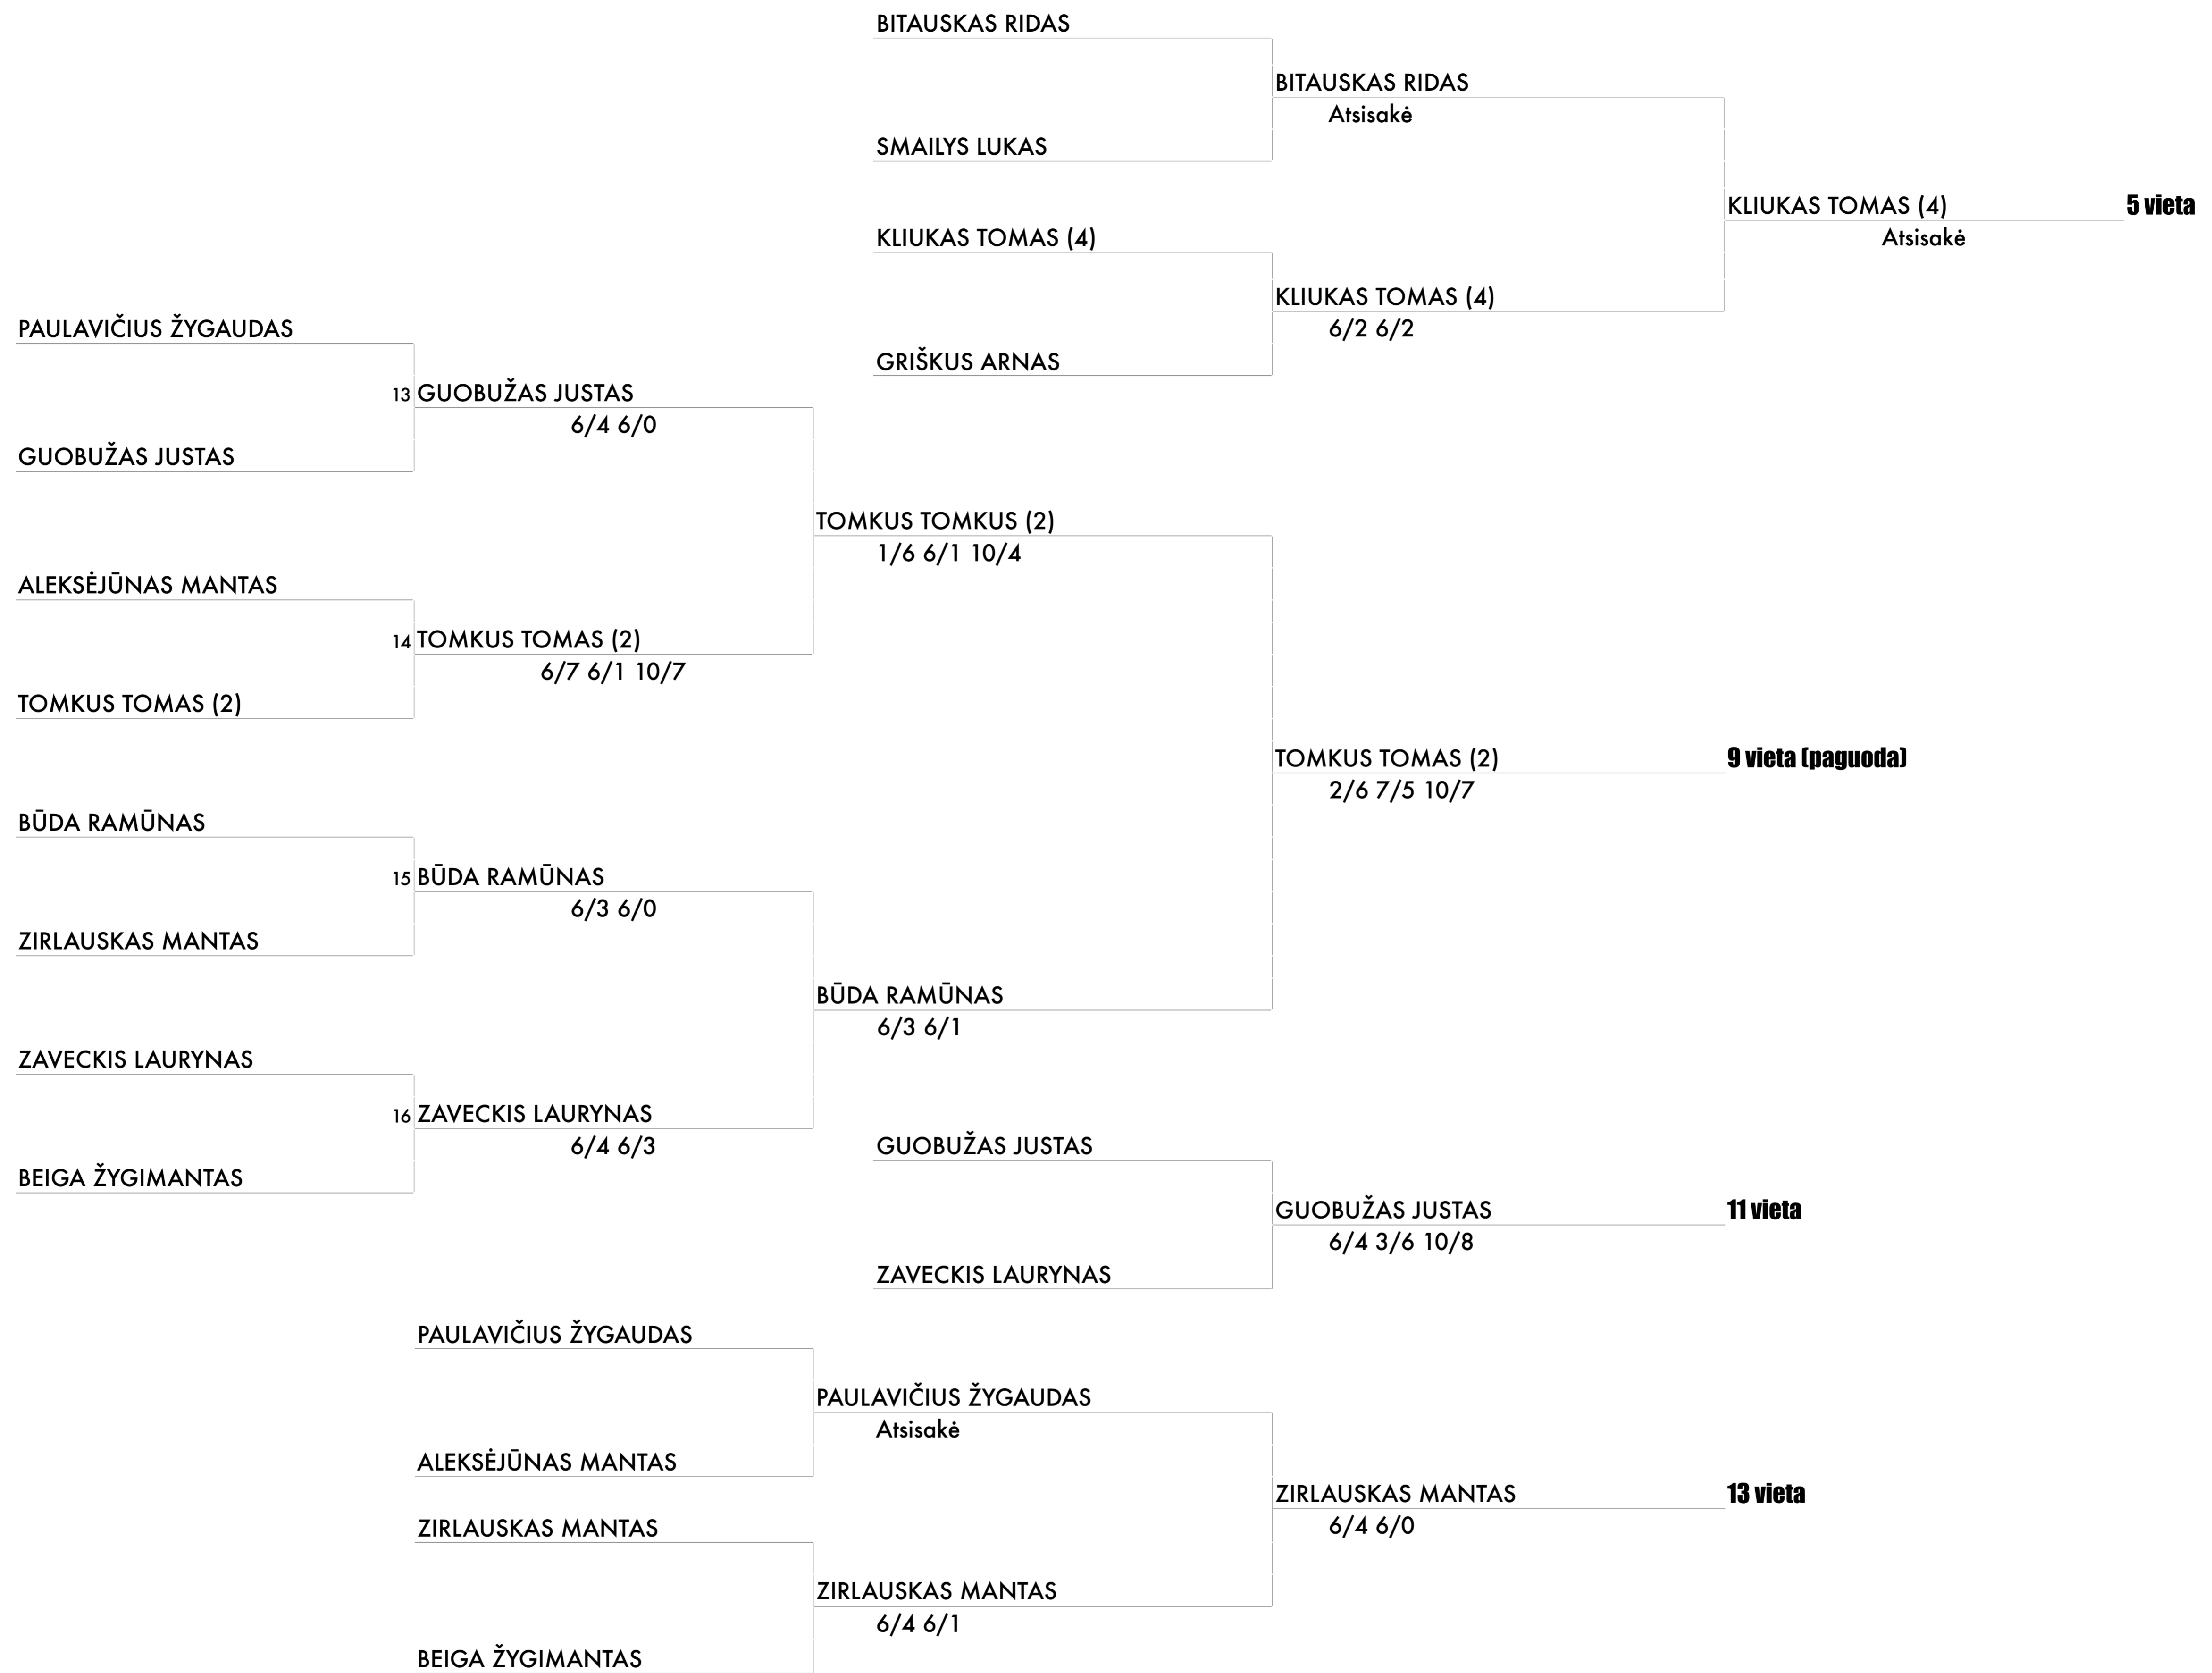 BITAUSKAS RIDAS
BITAUSKAS RIDAS
Atsisakė
SMAILYS LUKAS
KLIUKAS TOMAS (4)
5 vieta
Atsisakė
KLIUKAS TOMAS (4)
KLIUKAS TOMAS (4)
6/2 6/2
PAULAVIČIUS ŽYGAUDAS
GRIŠKUS ARNAS
13
GUOBUŽAS JUSTAS
6/4 6/0
GUOBUŽAS JUSTAS
TOMKUS TOMKUS (2)
1/6 6/1 10/4
ALEKSĖJŪNAS MANTAS
14
TOMKUS TOMAS (2)
6/7 6/1 10/7
TOMKUS TOMAS (2)
TOMKUS TOMAS (2)
9 vieta (paguoda)
2/6 7/5 10/7
BŪDA RAMŪNAS
15
BŪDA RAMŪNAS
6/3 6/0
ZIRLAUSKAS MANTAS
BŪDA RAMŪNAS
6/3 6/1
ZAVECKIS LAURYNAS
16
ZAVECKIS LAURYNAS
6/4 6/3
GUOBUŽAS JUSTAS
BEIGA ŽYGIMANTAS
GUOBUŽAS JUSTAS
11 vieta
6/4 3/6 10/8
ZAVECKIS LAURYNAS
PAULAVIČIUS ŽYGAUDAS
PAULAVIČIUS ŽYGAUDAS
Atsisakė
ALEKSĖJŪNAS MANTAS
ZIRLAUSKAS MANTAS
13 vieta
6/4 6/0
ZIRLAUSKAS MANTAS
ZIRLAUSKAS MANTAS
6/4 6/1
BEIGA ŽYGIMANTAS